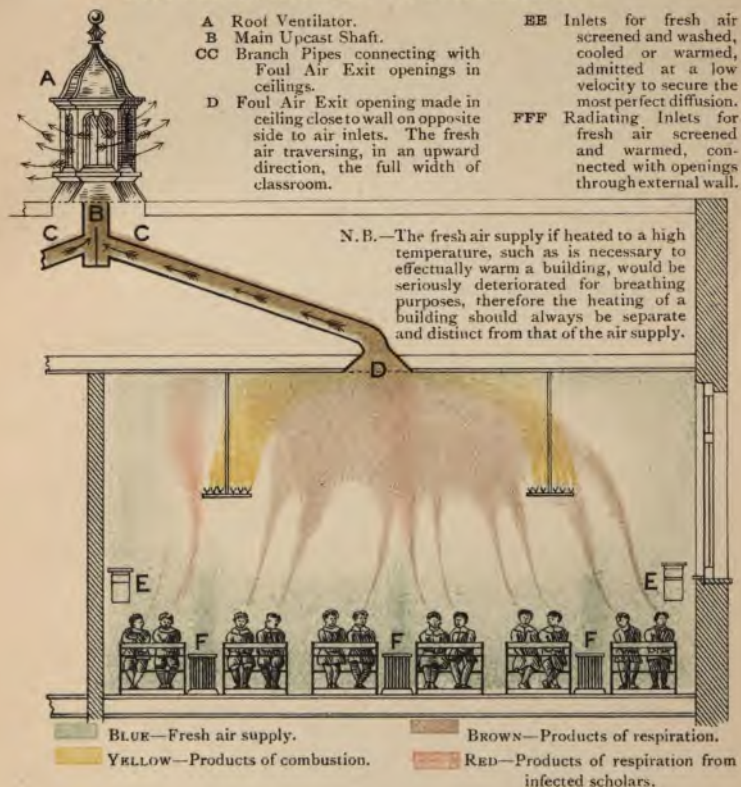 A Roof Ventilator.
B Main Upcast Shaft.
CC Branch Pipes connecting with
Foul Air Exit openings in
ceilings.
D Foul Air Exit opening made in
ceiling close to wall on opposite
side to air inlets. The fresh
air traversing, in an upward
direction, the full width of
classroom.
EE Inlets for fresh air
screened and washed,
cooled or warmed,
admitted at a low
velocity to secure the
most perfect diffusion.
FFF Radiating Inlets for
fresh air screened
and warmed, con-
nected with openings
through external wall.
A
B
C C
N.B.—The fresh air supply if heated to a high
temperature, such as is necessary to
effectually warm a building, would be
seriously deteriorated for breathing
purposes, therefore the heating of a
building should always be separate
and distinct from that of the air supply.
D
E E
F F F
BLUE—Fresh air supply.
YELLOW—Products of combustion.
BROWN—Products of respiration.
RED—Products of respiration from
infected scholars.